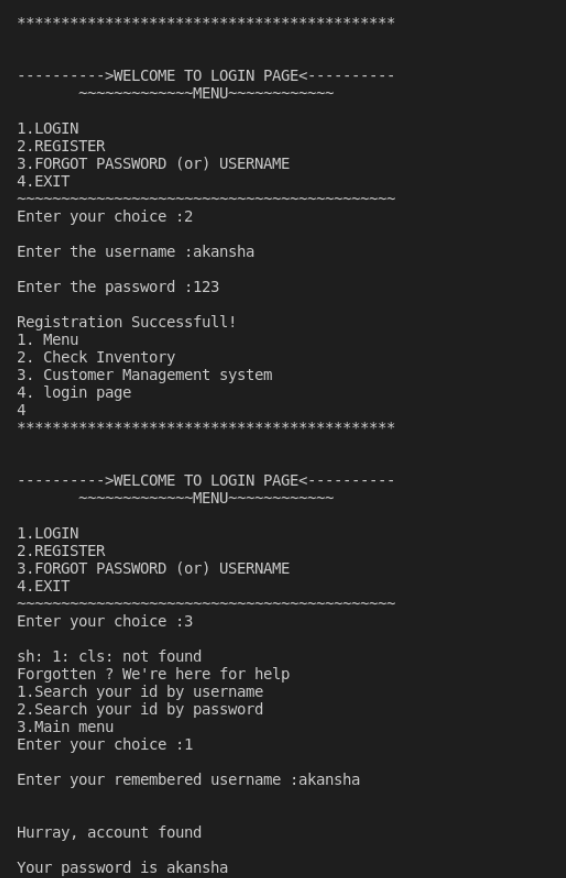 *******************************************
---------->WELCOME TO LOGIN PAGE<----------
~~~~~~~~~~~~~MENU~~~~~~~~~~~~
1.LOGIN
2.REGISTER
3.FORGOT PASSWORD (or) USERNAME
4.EXIT
~~~~~~~~~~~~~~~~~~~~~~~~~~~~~~~~~~~~~~~~~~~
Enter your choice :2
Enter the username :akansha
Enter the password :123
Registration Successfull!
1. Menu
2. Check Inventory
3. Customer Management system
4. login page
4
*******************************************
---------->WELCOME TO LOGIN PAGE<----------
~~~~~~~~~~~~~MENU~~~~~~~~~~~~
1.LOGIN
2.REGISTER
3.FORGOT PASSWORD (or) USERNAME
4.EXIT
~~~~~~~~~~~~~~~~~~~~~~~~~~~~~~~~~~~~~~~~~~~
Enter your choice :3
sh: 1: cls: not found
Forgotten ? We're here for help
1.Search your id by username
2.Search your id by password
3.Main menu
Enter your choice :1
Enter your remembered username :akansha
Hurray, account found
Your password is akansha